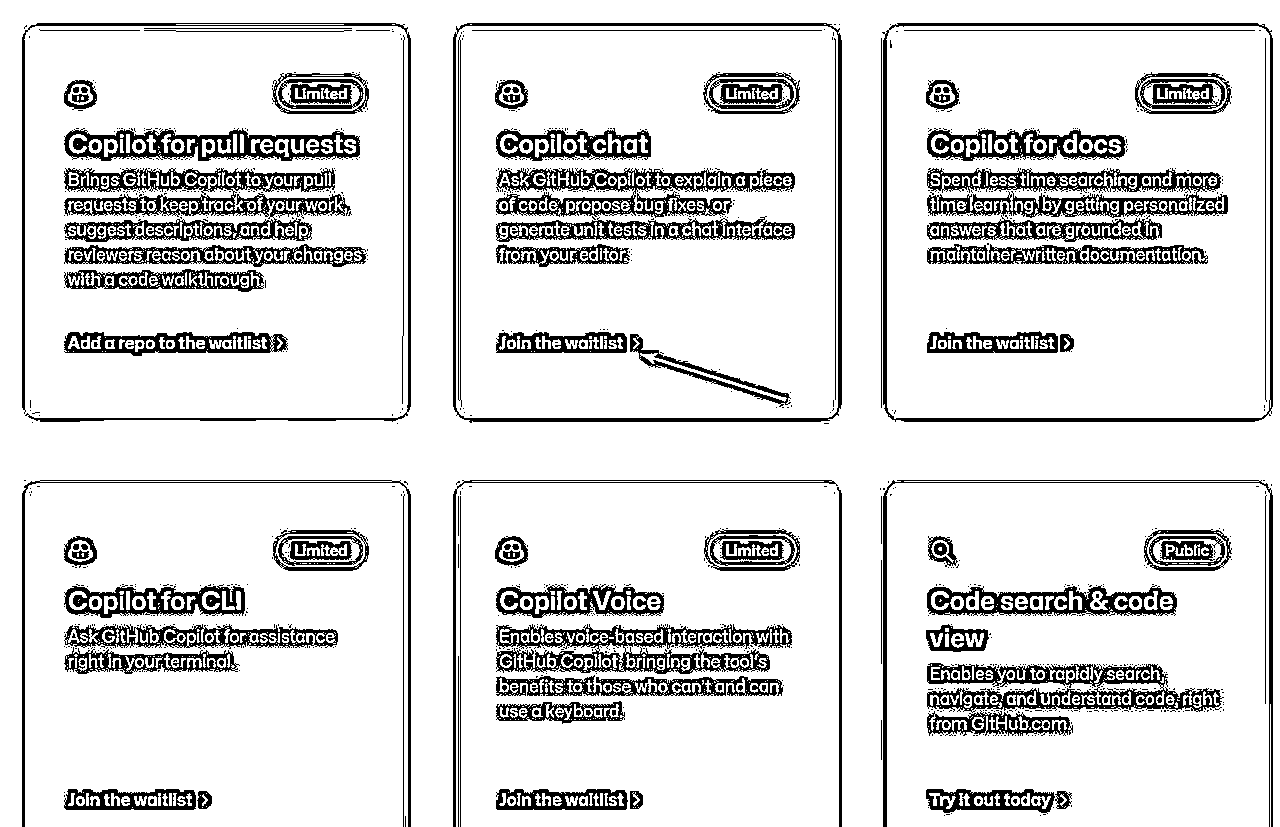 Limited
Copilot for pull requests
Brings GitHub Copilot to your pull
requests to keep track of your work,
suggest descriptions, and help
reviewers reason about your changes
with a code walkthrough.
Add a repo to the waitlist >
Limited
Copilot chat
Ask GitHub Copilot to explain a piece
of code, propose bug fixes, or
generate unit tests in a chat interface
from your editor.
Join the waitlist >
Limited
Copilot for docs
Spend less time searching and more
time learning, by getting personalized
answers that are grounded in
maintainer-written documentation.
Join the waitlist >
Limited
Copilot for CLI
Ask GitHub Copilot for assistance
right in your terminal.
Join the waitlist >
Limited
Copilot Voice
Enables voice-based interaction with
GitHub Copilot, bringing the tool's
benefits to those who can't and can
use a keyboard.
Join the waitlist >
Public
Code search & code
view
Enables you to rapidly search,
navigate, and understand code, right
from GitHub.com.
Try it out today >